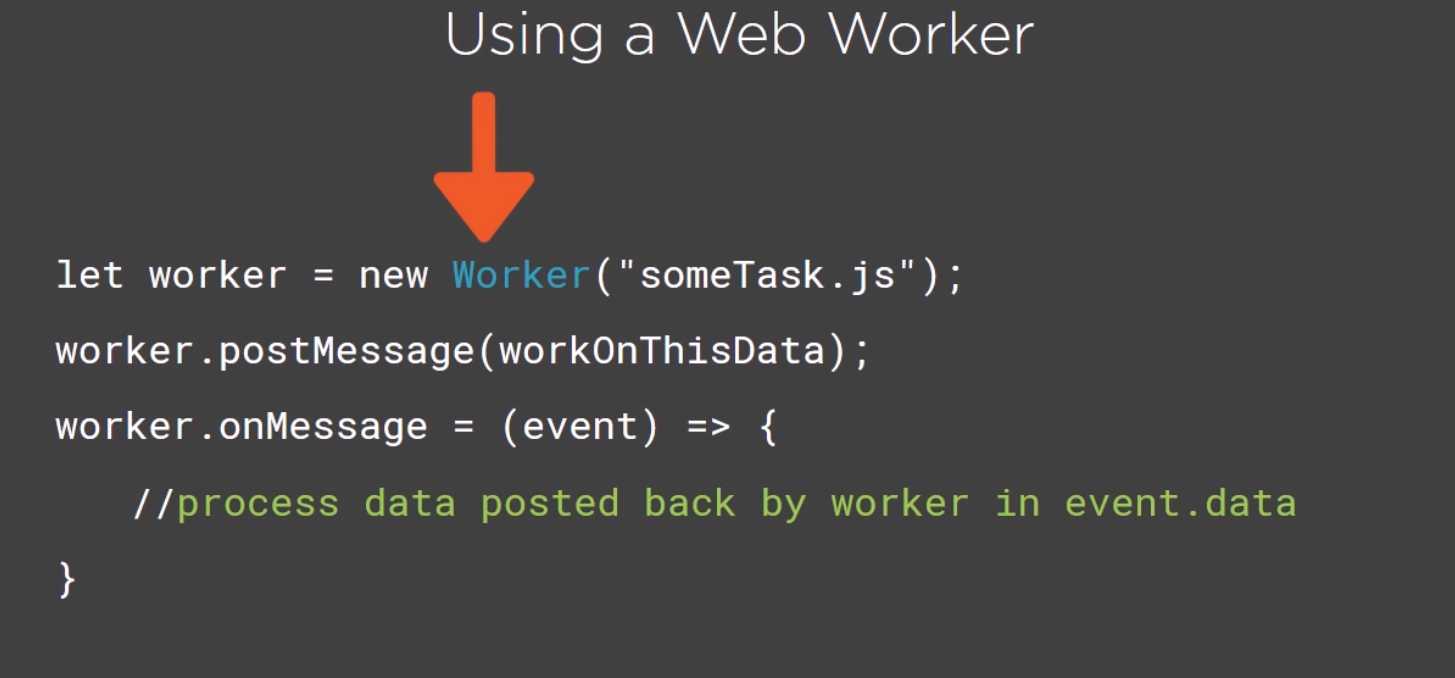 Using a Web Worker
let worker = new Worker("someTask.js");
worker.postMessage(workOnThisData);
worker.onMessage = (event) => {
//process data posted back by worker in event.data
}